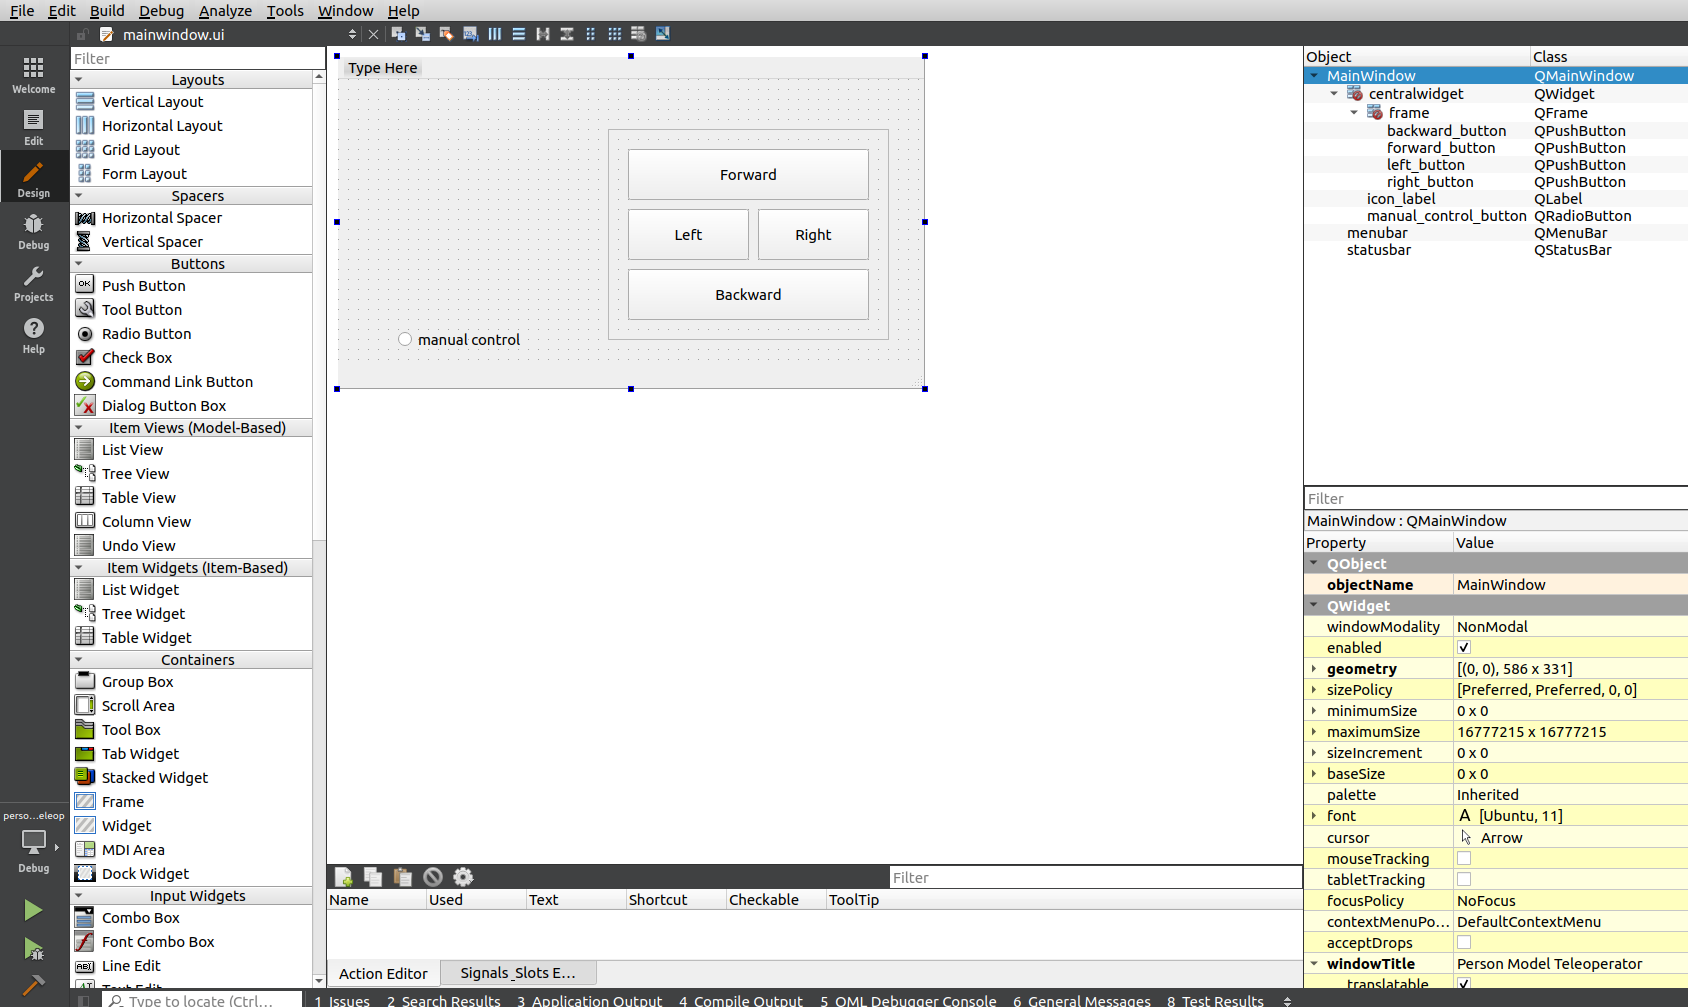 File Edit Build Debug Analyze Tools Window Help
mainwindow.ui
Welcome
Edit
Design
Debug
Projects
Help
perso...eleop
Debug
Filter
Layouts
Vertical Layout
Horizontal Layout
Grid Layout
Form Layout
Spacers
Horizontal Spacer
Vertical Spacer
Buttons
OK Push Button
Tool Button
Radio Button
Check Box
Command Link Button
Dialog Button Box
Item Views (Model-Based)
List View
Tree View
Table View
Column View
Undo View
Item Widgets (Item-Based)
List Widget
Tree Widget
Table Widget
Containers
Group Box
Scroll Area
Tool Box
Tab Widget
Stacked Widget
Frame
Widget
MDI Area
Dock Widget
Input Widgets
Combo Box
Font Combo Box
Line Edit
Text Edit
Type Here
Forward
Left Right
Backward
manual control
Filter
Name Used Text Shortcut Checkable ToolTip
Action Editor Signals_Slots E...
Object Class
MainWindow QMainWindow
centralwidget QWidget
frame QFrame
backward_button QPushButton
forward_button QPushButton
left_button QPushButton
right_button QPushButton
icon_label QLabel
manual_control_button QRadioButton
menubar QMenuBar
statusbar QStatusBar
Filter
MainWindow : QMainWindow
Property Value
QObject
objectName MainWindow
QWidget
windowModality NonModal
enabled
geometry [(0, 0), 586 x 331]
sizePolicy [Preferred, Preferred, 0, 0]
minimumSize 0 x 0
maximumSize 16777215 x 16777215
sizeIncrement 0 x 0
baseSize 0 x 0
palette Inherited
font A [Ubuntu, 11]
cursor Arrow
mouseTracking
tabletTracking
focusPolicy NoFocus
contextMenuPo... DefaultContextMenu
acceptDrops
windowTitle Person Model Teleoperator
translatable
Type to locate (Ctrl... 1 Issues 2 Search Results 3 Application Output 4 Compile Output 5 QML Debugger Console 6 General Messages 8 Test Results